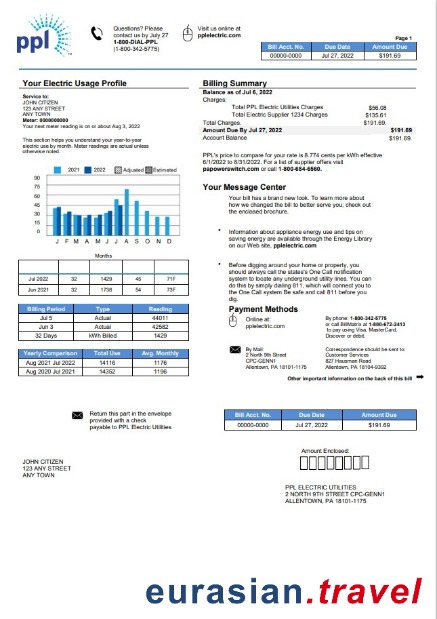 ppl
Questions? Please
contact us by July 27
1-800-DIAL-PPL
(1-800-342-5775)
Visit us online at
pplelectric.com
Page 1
Bill Acct. No. Due Date Amount Due
00000-0000 Jul 27, 2022 $191.69
Your Electric Usage Profile
Service to:
JOHN CITIZEN
123 ANY STREET
ANY TOWN
Meter: 0000000000
Your next meter reading is on or about Aug 3, 2022
This section helps you understand your year-to-year
electric use by month. Meter readings are actual unless
otherwise noted.
2021 2022 Adjusted Estimated
90
75
60
45
30
15
0
J F M A M J J A S O N D
Months
Jul 2022 32 1429 45 71F
Jun 2021 32 1738 54 73F
Billing Period Type Reading
Jul 5 Actual 44011
Jun 3 Actual 42582
32 Days kWh Billed 1429
Yearly Comparison Total Use Avg. Monthly
Aug 2021 Jul 2022 14116 1176
Aug 2020 Jul 2021 14352 1196
Billing Summary
Balance as of Jul 6, 2022
Charges:
Total PPL Electric Utilities Charges $56.08
Total Electric Supplier 1234 Charges $135.61
Total Charges. $191.69.
Amount Due By Jul 27, 2022 $191.69
Account Balance $191.69.
PPL's price to compare for your rate is 8.774 cents per kWh effective
6/1/2022 to 8/31/2022. For a list of supplier offers visit
papowerswitch.com or call 1-800-684-6560.
Your Message Center
Your bill has a brand new look. To learn more about
how we changed the bill to better serve you, check out
the enclosed brochure.
• Information about appliance energy use and tips on
saving energy are available through the Energy Library
on our Web site, pplelectric.com
• Before digging around your home or property, you
should always call the states's One Call notification
system to locate any underground utility lines. You can
do this by simply dialing 811, which will connect you to
the One Call system Be safe and call 811 before you
dig.
Payment Methods
Online at:
pplelectric.com
By phone: 1-800-342-5775
or call BillMatrix at 1-800-672-2413
to pay using Visa, MasterCard,
Discover or debit.
By Mail:
2 North 9th Street
CPC-GENN1
Allentown, PA 18101-1175
Correspondence should be sent to:
Customer Services
827 Hausman Road
Allentown, PA 18104-9392
Other important information on the back of this bill
Return this part in the envelope
provided with a check
payable to PPL Electric Utilities
Bill Acct. No. Due Date Amount Due
00000-0000 Jul 27, 2022 $191.69
Amount Enclosed:
JOHN CITIZEN
123 ANY STREET
ANY TOWN
PPL ELECTRIC UTILITIES
2 NORTH 9TH STREET CPC-GENN1
ALLENTOWN, PA 18101-1175
eurasian.travel